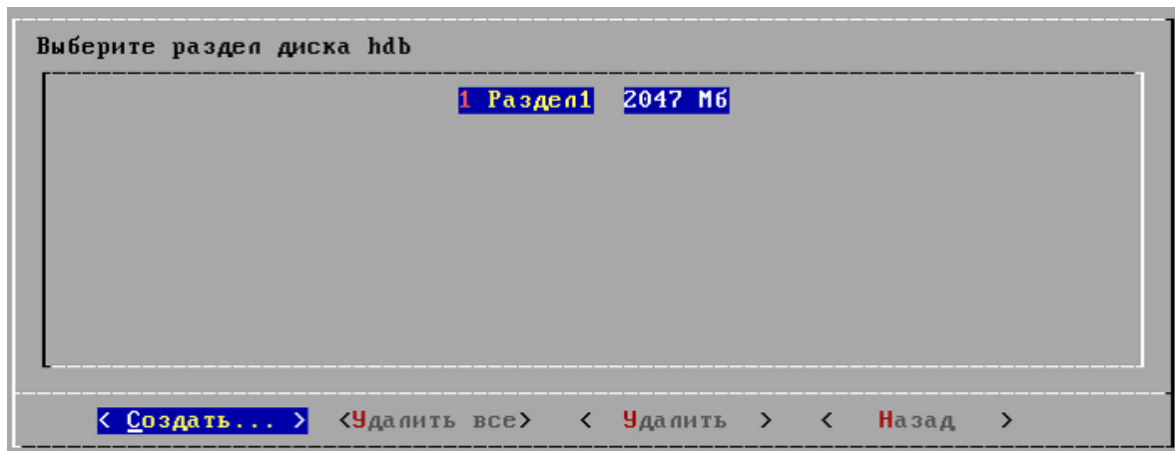 Выберите раздел диска hdb
1 Раздел1 2047 Мб
< Создать... > <Удалить все> < Удалить > < Назад >